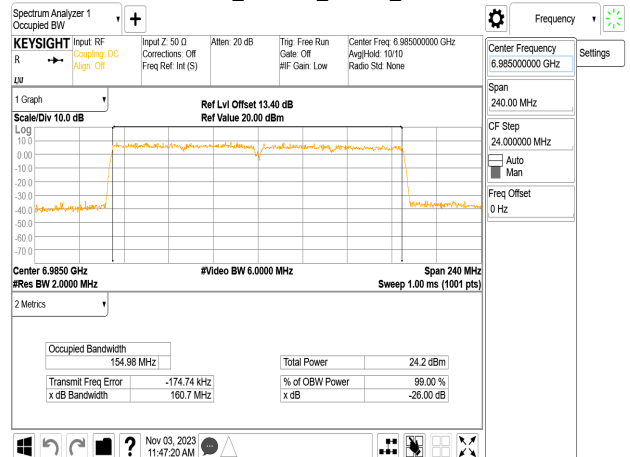 Spectrum Analyzer 1
Occupied BW
Frequency
KEYSIGHT
R
LXI
Input: RF
Coupling: DC
Align: Off
Input Z: 50 Ω
Corrections: Off
Freq Ref: Int (S)
Atten: 20 dB
Trig: Free Run
Gate: Off
#IF Gain: Low
Center Freq: 6.985000000 GHz
Avg|Hold: 10/10
Radio Std: None
Center Frequency
6.985000000 GHz
Settings
Span
240.00 MHz
CF Step
24.000000 MHz
Auto
Man
Freq Offset
0 Hz
1 Graph
Scale/Div 10.0 dB
Ref Lvl Offset 13.40 dB
Ref Value 20.00 dBm
Log
10.0
0.00
-10.0
-20.0
-30.0
-40.0
-50.0
-60.0
-70.0
Center 6.9850 GHz
#Video BW 6.0000 MHz
Span 240 MHz
#Res BW 2.0000 MHz
Sweep 1.00 ms (1001 pts)
2 Metrics
Occupied Bandwidth
154.98 MHz
Total Power 24.2 dBm
Transmit Freq Error -174.74 kHz
% of OBW Power 99.00 %
x dB Bandwidth 160.7 MHz
x dB -26.00 dB
?
Nov 03, 2023
11:47:20 AM